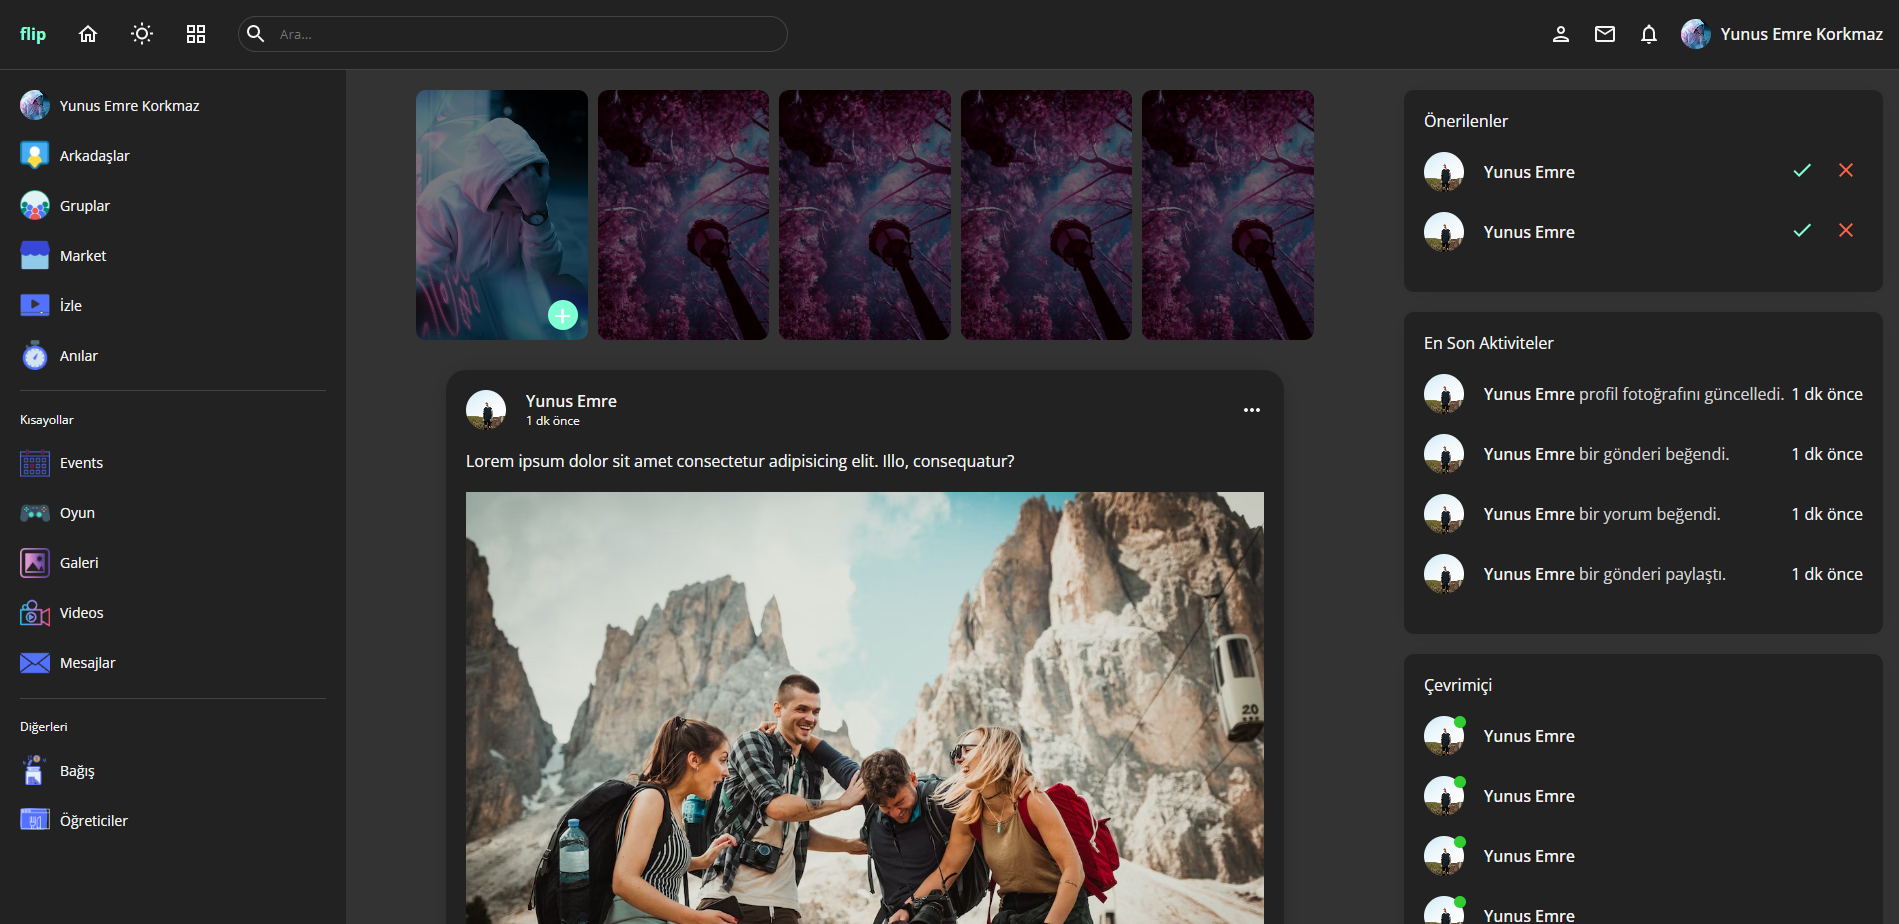 flip
Ara...
Yunus Emre Korkmaz
Yunus Emre Korkmaz
Arkadaşlar
Gruplar
Market
İzle
Anılar
Kısayollar
Events
Oyun
Galeri
Videos
Mesajlar
Diğerleri
Bağış
Öğreticiler
Yunus Emre
1 dk önce
Lorem ipsum dolor sit amet consectetur adipisicing elit. Illo, consequatur?
20
Önerilenler
Yunus Emre
Yunus Emre
En Son Aktiviteler
Yunus Emre profil fotoğrafını güncelledi. 1 dk önce
Yunus Emre bir gönderi beğendi. 1 dk önce
Yunus Emre bir yorum beğendi. 1 dk önce
Yunus Emre bir gönderi paylaştı. 1 dk önce
Çevrimiçi
Yunus Emre
Yunus Emre
Yunus Emre
Yunus Emre